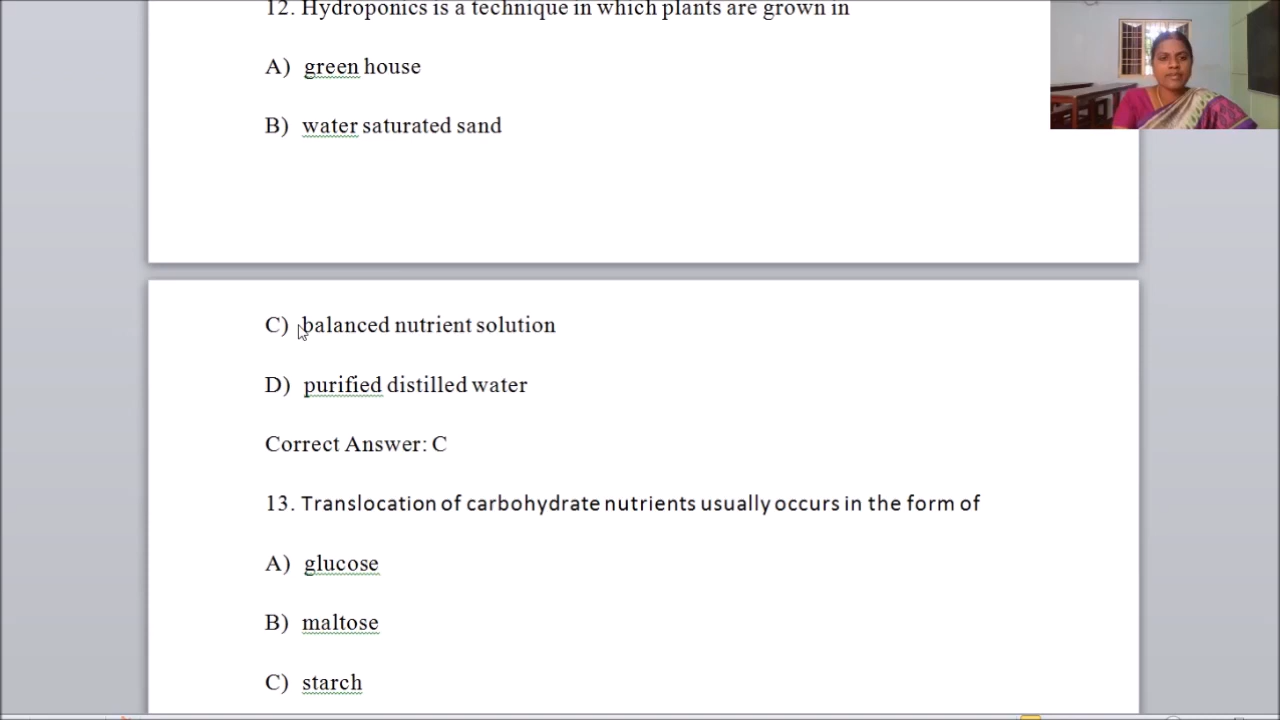 12. Hydroponics is a technique in which plants are grown in
A) green house
B) water saturated sand
C) balanced nutrient solution
D) purified distilled water
Correct Answer: C
13. Translocation of carbohydrate nutrients usually occurs in the form of
A) glucose
B) maltose
C) starch